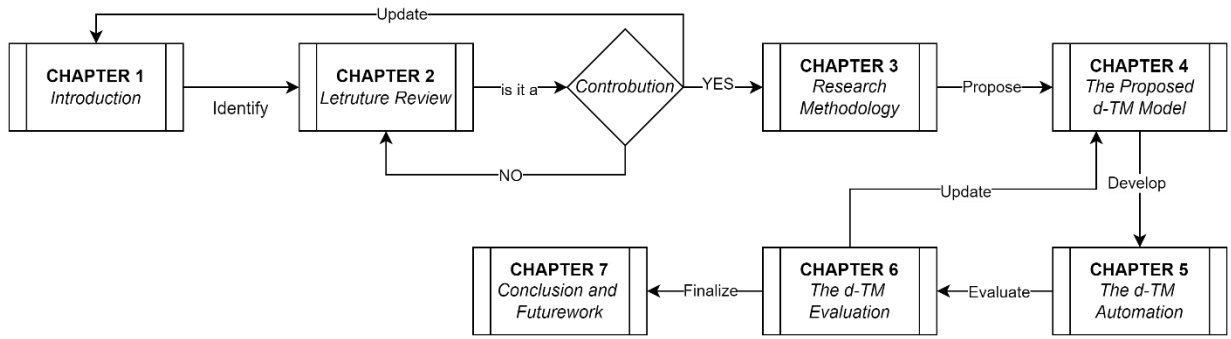 Update
CHAPTER 1
Introduction
Identify
CHAPTER 2
Letruture Review
is it a
Controbution
YES
NO
CHAPTER 3
Research
Methodology
Propose
CHAPTER 4
The Proposed
d-TM Model
Update
Develop
CHAPTER 7
Conclusion and
Futurework
Finalize
CHAPTER 6
The d-TM
Evaluation
Evaluate
CHAPTER 5
The d-TM
Automation